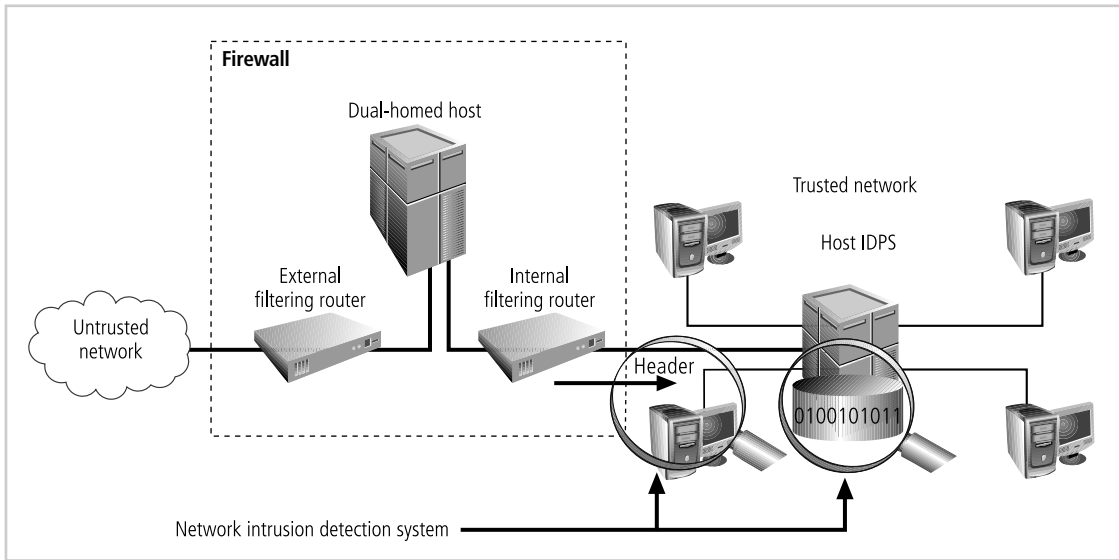 Firewall
Dual-homed host
Trusted network
Host IDPS
External
filtering router
Internal
filtering router
Untrusted
network
Header
0100101011
Network intrusion detection system